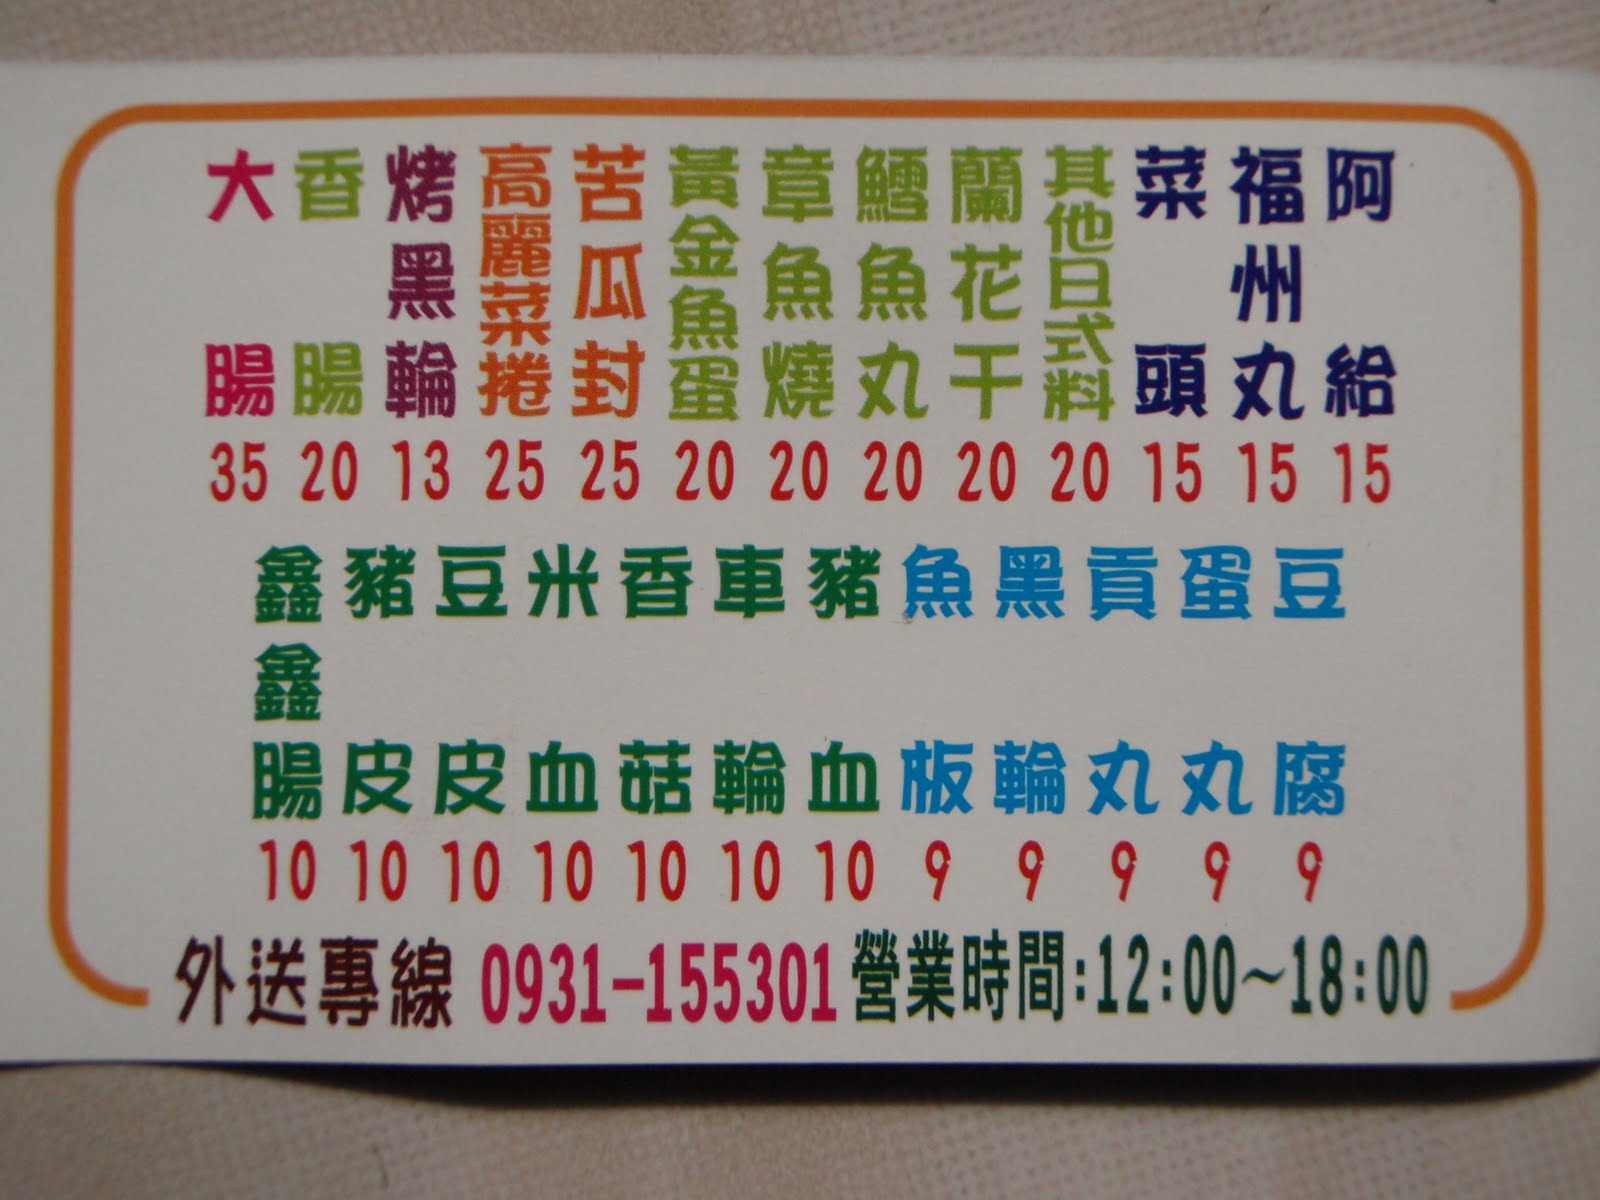 阿給 15
福州丸 15
菜頭 15
其他日式料 20
蘭花干 20
鱈魚丸 20
章魚燒 20
黃金魚蛋 20
苦瓜封 25
高麗菜捲 25
烤黑輪 13
香腸 20
大腸 35
豆腐 9
蛋丸 9
貢丸 9
黑輪 9
魚板 9
豬血 10
車輪 10
香菇 10
米血 10
豆皮 10
豬皮 10
鑫鑫腸 10
外送專線 0931-155301 營業時間:12:00~18:00